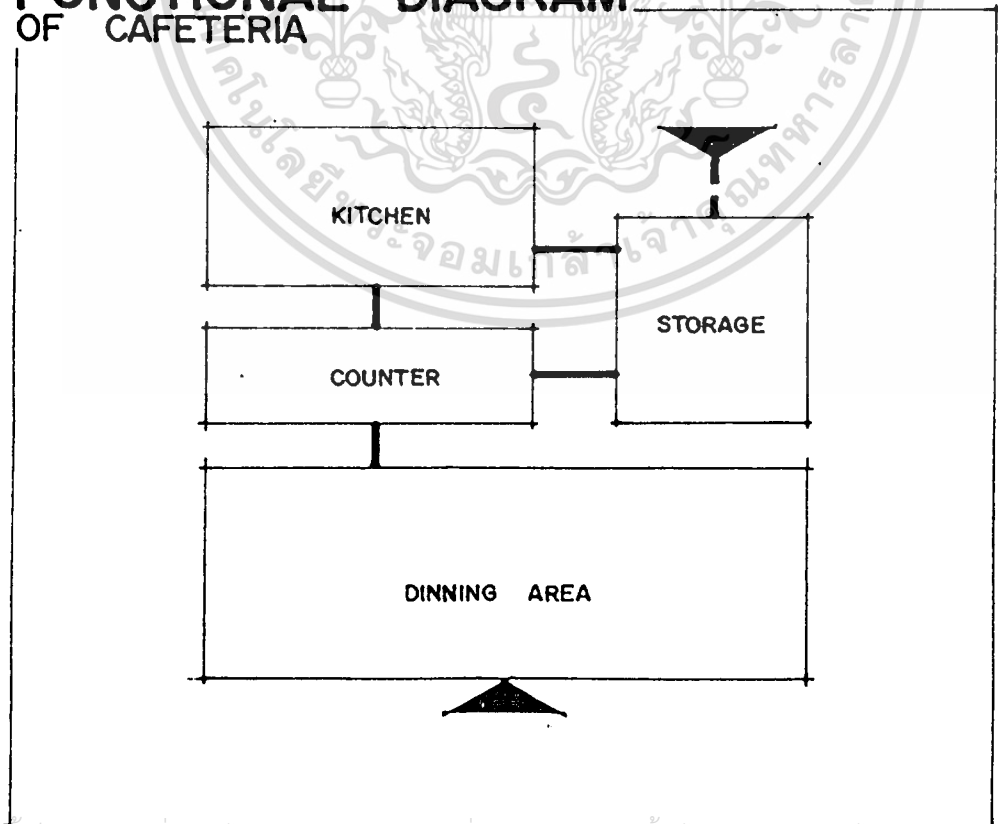 FUNCTIONAL DIAGRAM
OF CAFETERIA
KITCHEN
STORAGE
COUNTER
DINNING AREA